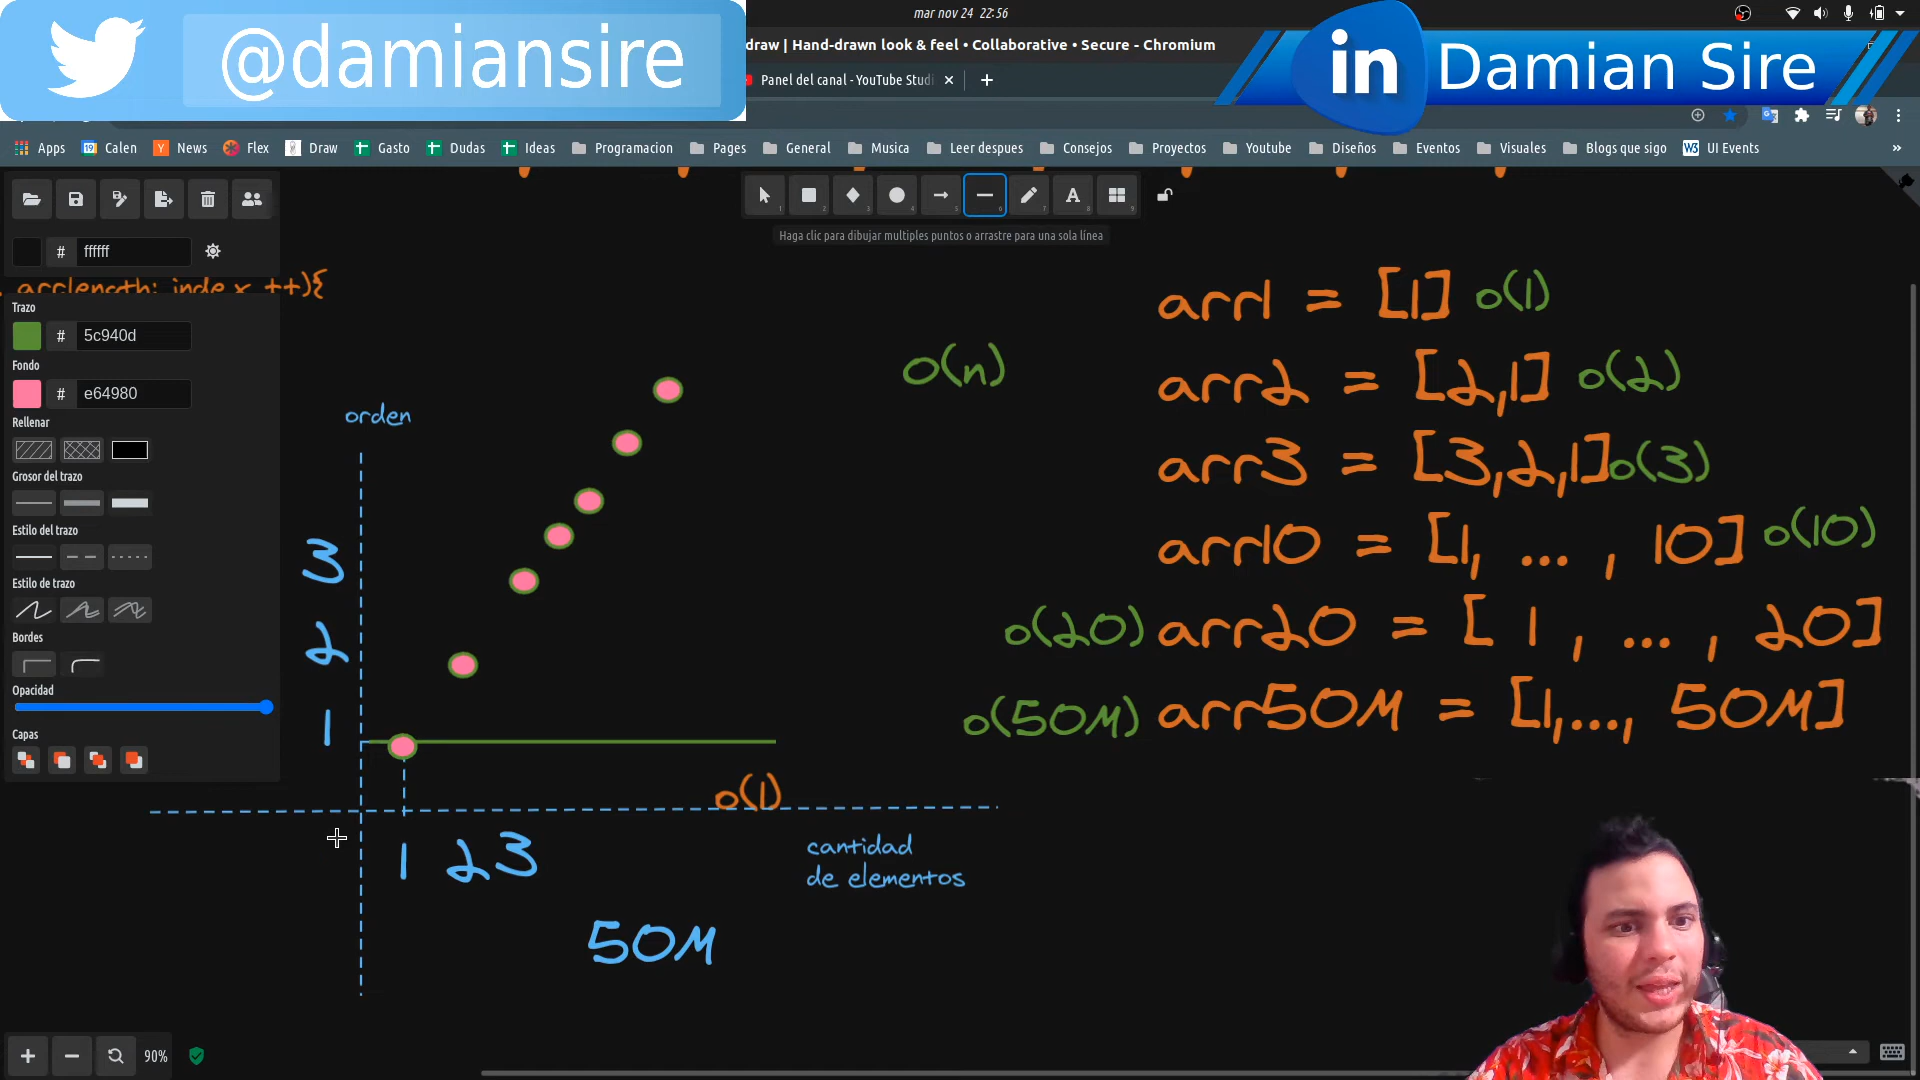 mar nov 24 22:56
@damiansire
in Damian Sire
draw | Hand-drawn look & feel • Collaborative • Secure - Chromium
Panel del canal - YouTube Studi
Apps
Calen
News
Flex
Draw
Gasto
Dudas
Ideas
Programacion
Pages
General
Musica
Leer despues
Consejos
Proyectos
Youtube
Diseños
Eventos
Visuales
Blogs que sigo
UI Events
»
Haga clic para dibujar multiples puntos o arrastre para una sola línea
# ffffff
arr.length; index ++){
Trazo
# 5c940d
Fondo
# e64980
Rellenar
Grosor del trazo
Estilo del trazo
Estilo de trazo
Bordes
Opacidad
Capas
90%
orden
3
2
1
1 2 3
50M
o(1)
cantidad
de elementos
O(n)
arr1 = [1] o(1)
arr2 = [2,1] o(2)
arr3 = [3,2,1] o(3)
arr10 = [1, ... , 10] o(10)
o(20) arr20 = [ 1 , ... , 20]
o(50M) arr50M = [1,..., 50M]